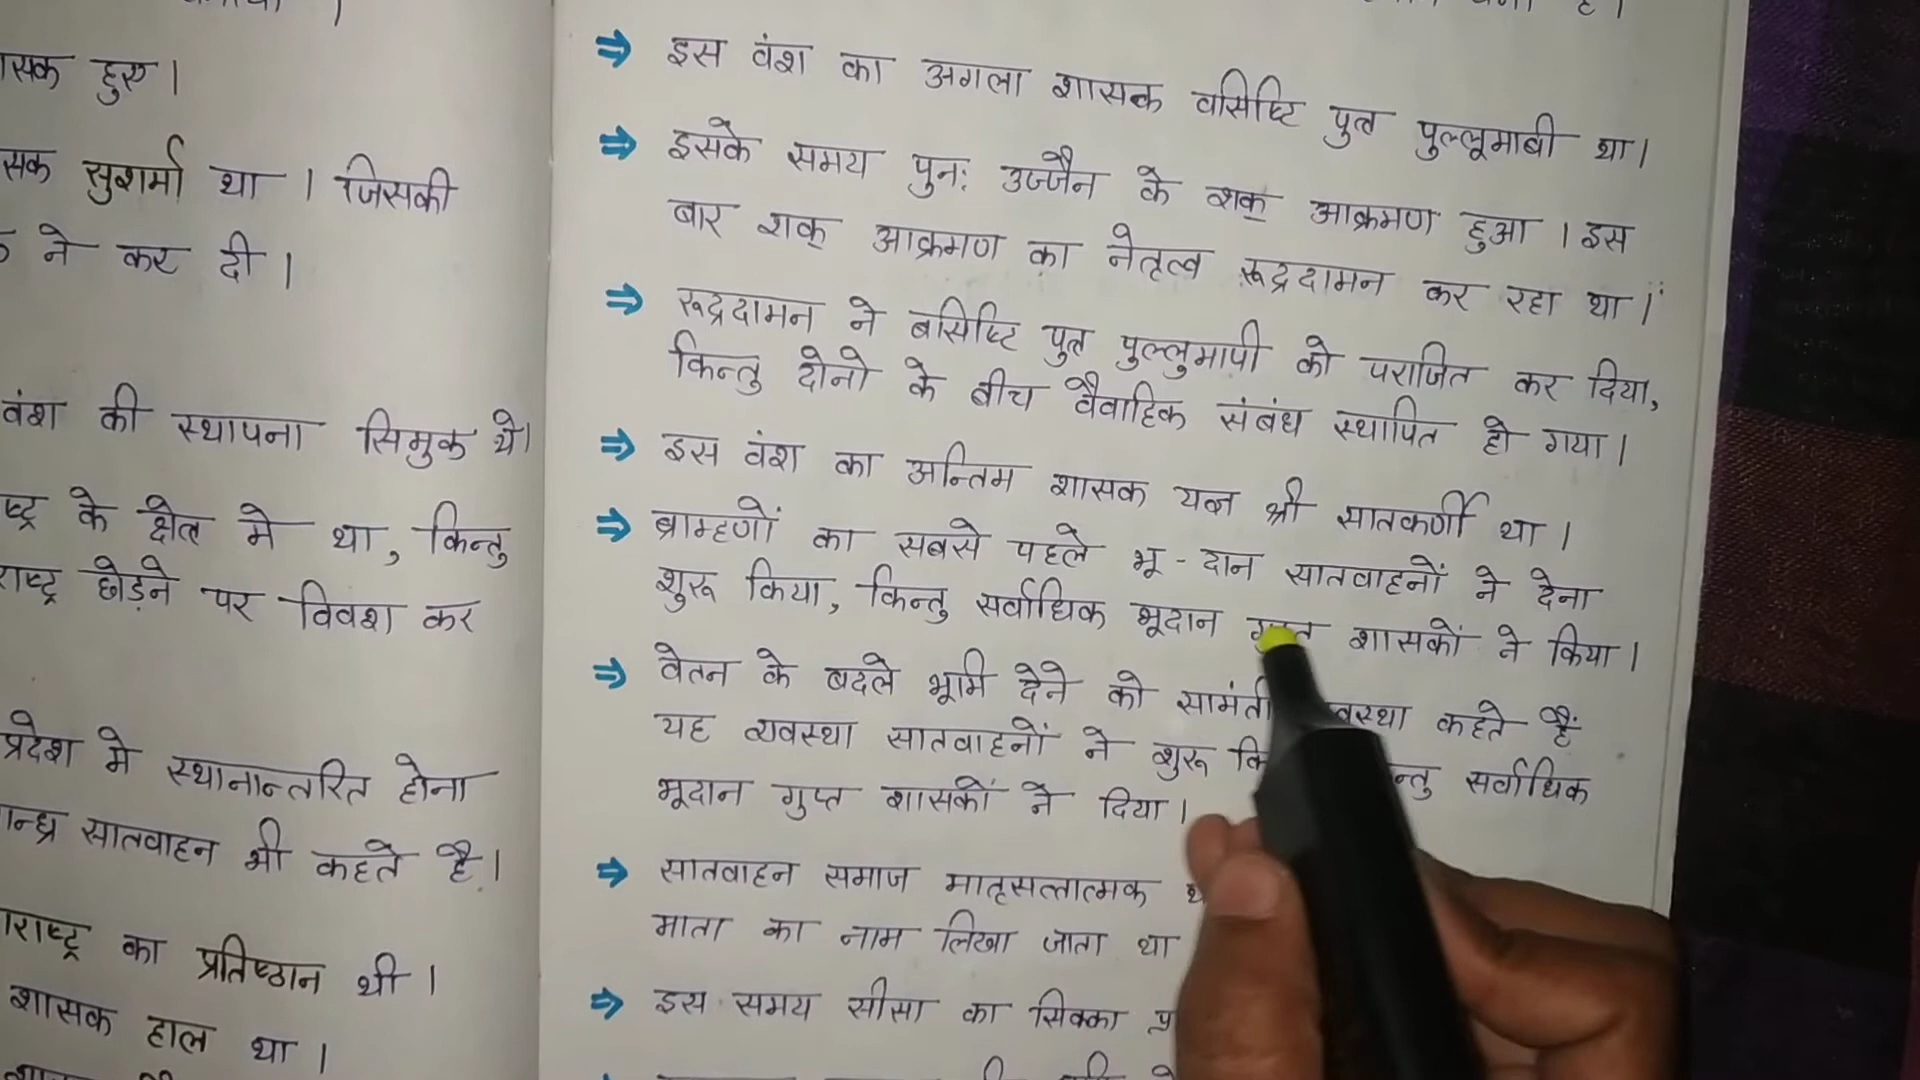 शासक हुए।
सुशर्मा था। जिसकी
ने कर दी।
वंश की स्थापना सिमुक थे।
के क्षेत्र मे था, किन्तु
छोड़ने पर विवश कर
प्रदेश मे स्थानान्तरित होना
सातवाहन भी कहते है।
का प्रतिष्ठान थी।
शासक हाल था।
⇒ इस वंश का अगला शासक वसिष्टि पुत्र पुल्लूमाबी था।
⇒ इसके समय पुनः उज्जैन के शक् आक्रमण हुआ। इस
बार शक् आक्रमण का नेतृत्व रूद्रदामन कर रहा था।
⇒ रूद्रदामन ने बसिष्टि पुत्र पुल्लुमापी को पराजित कर दिया,
किन्तु दोनो के बीच वैवाहिक संबंध स्थापित हो गया।
⇒ इस वंश का अन्तिम शासक यज्ञ श्री सातकर्णी था।
⇒ ब्राम्हणों का सबसे पहले भू-दान सातवाहनों ने देना
शुरू किया, किन्तु सर्वाधिक भूदान गुप्त शासकों ने किया।
⇒ वेतन के बदले भूमि देने को कहते हैं
यह व्यवस्था सातवाहनों ने शुरू सर्वाधिक
भूदान गुप्त शासकों ने दिया।
⇒ सातवाहन समाज मातृसत्तात्मक
माता का नाम लिखा जाता था
⇒ इस समय सीसा का सिक्का